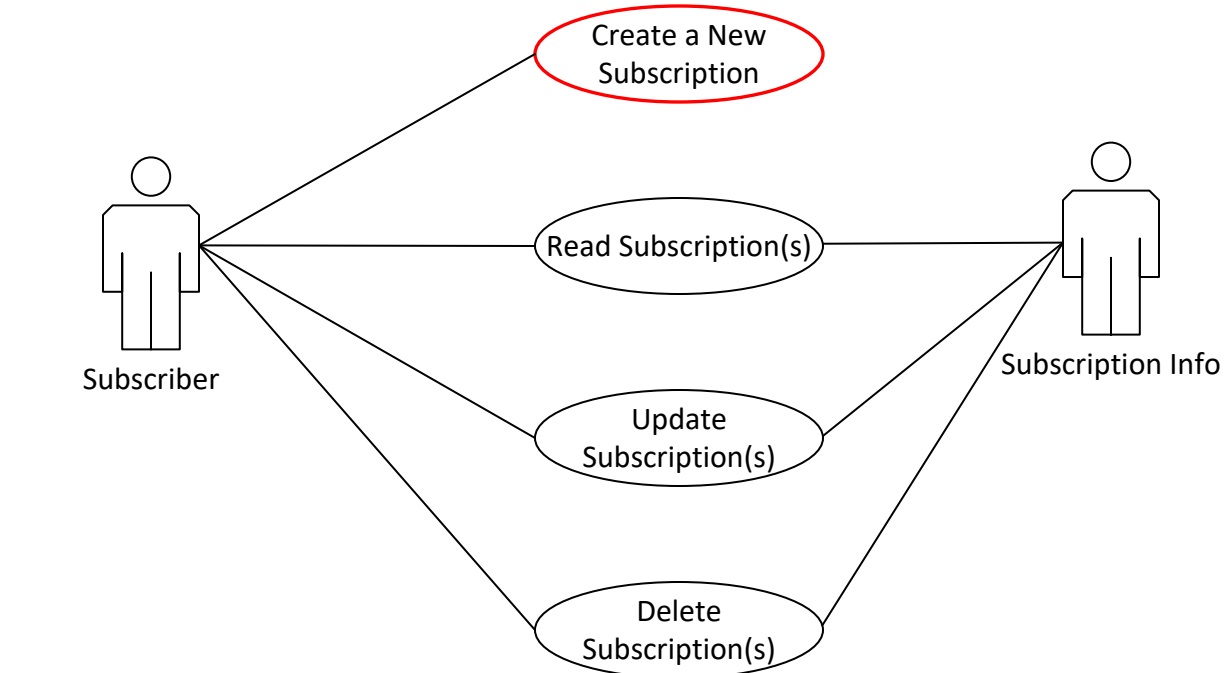 Create a New
Subscription
Read Subscription(s)
Subscriber
Subscription Info
Update
Subscription(s)
Delete
Subscription(s)